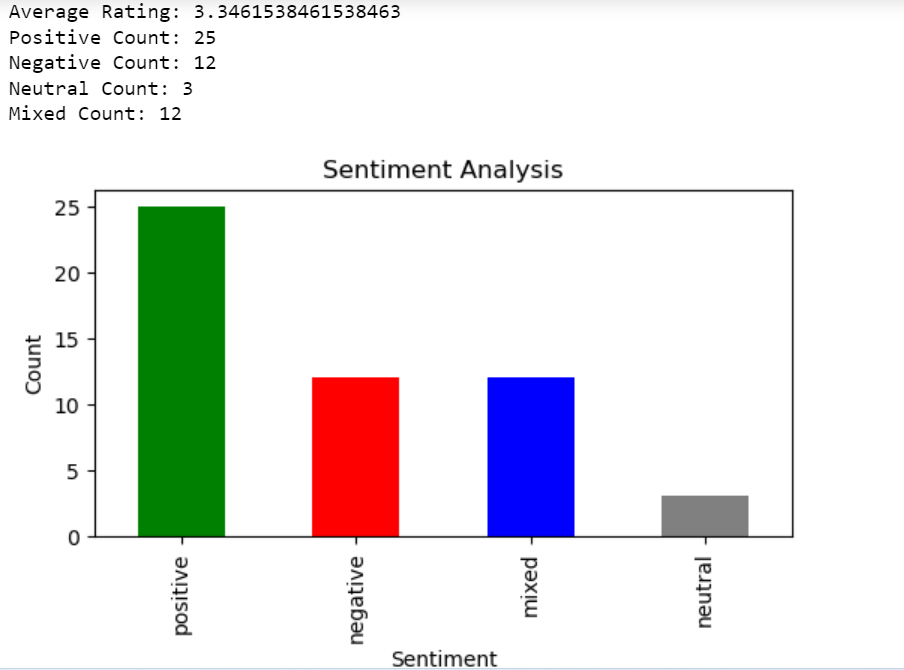 Average Rating: 3.3461538461538463
Positive Count: 25
Negative Count: 12
Neutral Count: 3
Mixed Count: 12
Sentiment Analysis
25
20
15
10
5
0
Count
positive
negative
mixed
neutral
Sentiment